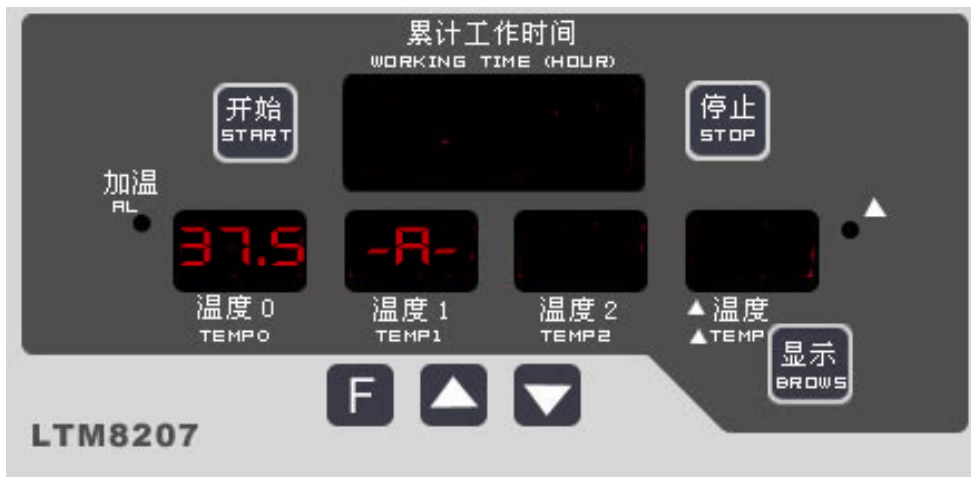 累计工作时间
WORKING TIME (HOUR)
开始
START
停止
STOP
加温
AL
37.5
-A-
温度 0
TEMP0
温度 1
TEMP1
温度 2
TEMP2
▲温度
▲TEMP
显示
BROWS
F
LTM8207